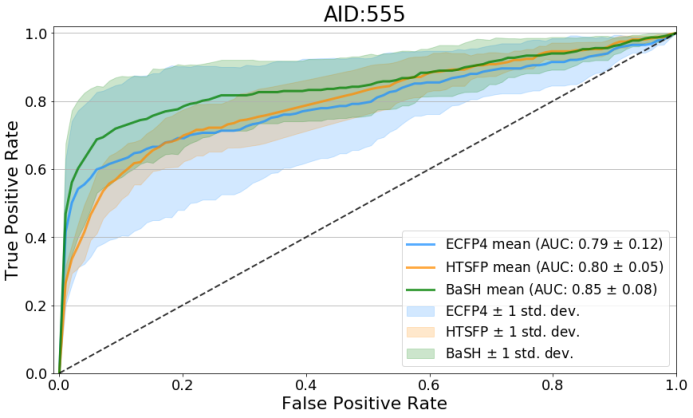 AID:555
True Positive Rate
1.0
0.8
0.6
0.4
0.2
0.0
ECFP4 mean (AUC: 0.79 ± 0.12)
HTSFP mean (AUC: 0.80 ± 0.05)
BaSH mean (AUC: 0.85 ± 0.08)
ECFP4 ± 1 std. dev.
HTSFP ± 1 std. dev.
BaSH ± 1 std. dev.
0.0 0.2 0.4 0.6 0.8 1.0
False Positive Rate